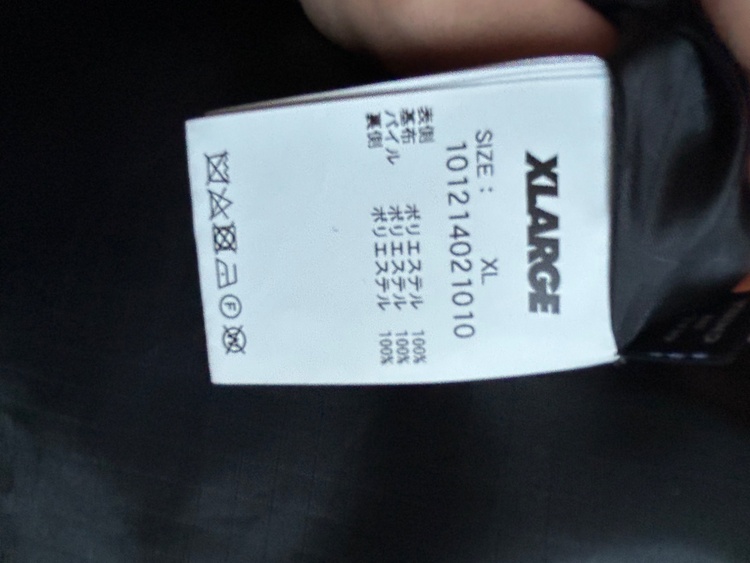 XLARGE
SIZE : XL
101214021010
表側
基布 ポリエステル 100%
パイル ポリエステル 100%
裏側 ポリエステル 100%
F
W